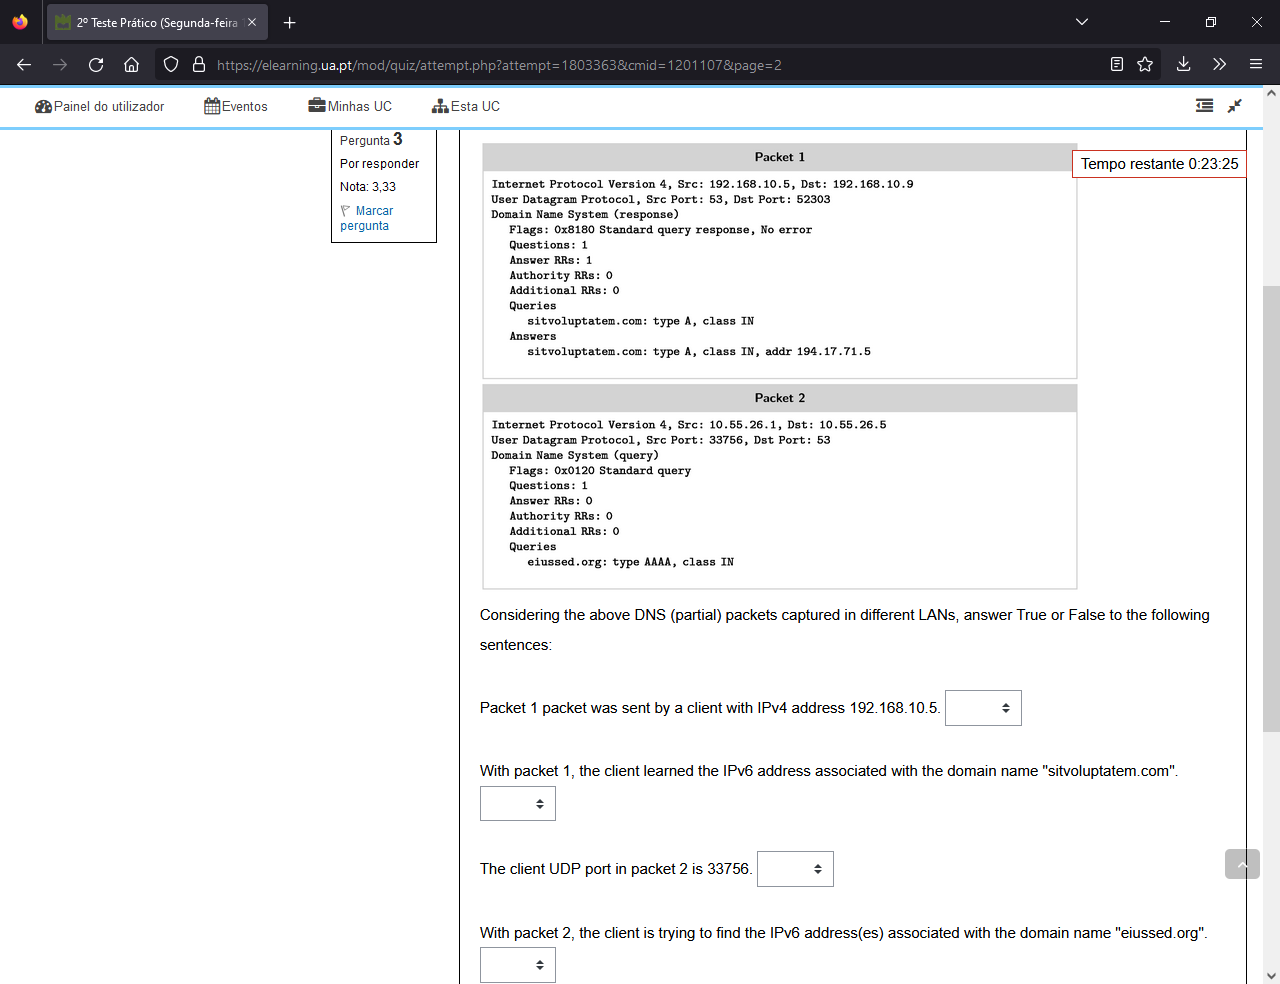 2º Teste Prático (Segunda-feira
https://elearning.ua.pt/mod/quiz/attempt.php?attempt=1803363&cmid=1201107&page=2
Painel do utilizador
Eventos
Minhas UC
Esta UC
Pergunta 3
Por responder
Nota: 3,33
Marcar
pergunta
Tempo restante 0:23:25
Packet 1
Internet Protocol Version 4, Src: 192.168.10.5, Dst: 192.168.10.9
User Datagram Protocol, Src Port: 53, Dst Port: 52303
Domain Name System (response)
Flags: 0x8180 Standard query response, No error
Questions: 1
Answer RRs: 1
Authority RRs: 0
Additional RRs: 0
Queries
sitvoluptatem.com: type A, class IN
Answers
sitvoluptatem.com: type A, class IN, addr 194.17.71.5
Packet 2
Internet Protocol Version 4, Src: 10.55.26.1, Dst: 10.55.26.5
User Datagram Protocol, Src Port: 33756, Dst Port: 53
Domain Name System (query)
Flags: 0x0120 Standard query
Questions: 1
Answer RRs: 0
Authority RRs: 0
Additional RRs: 0
Queries
eiussed.org: type AAAA, class IN
Considering the above DNS (partial) packets captured in different LANs, answer True or False to the following
sentences:
Packet 1 packet was sent by a client with IPv4 address 192.168.10.5.
With packet 1, the client learned the IPv6 address associated with the domain name "sitvoluptatem.com".
The client UDP port in packet 2 is 33756.
With packet 2, the client is trying to find the IPv6 address(es) associated with the domain name "eiussed.org".